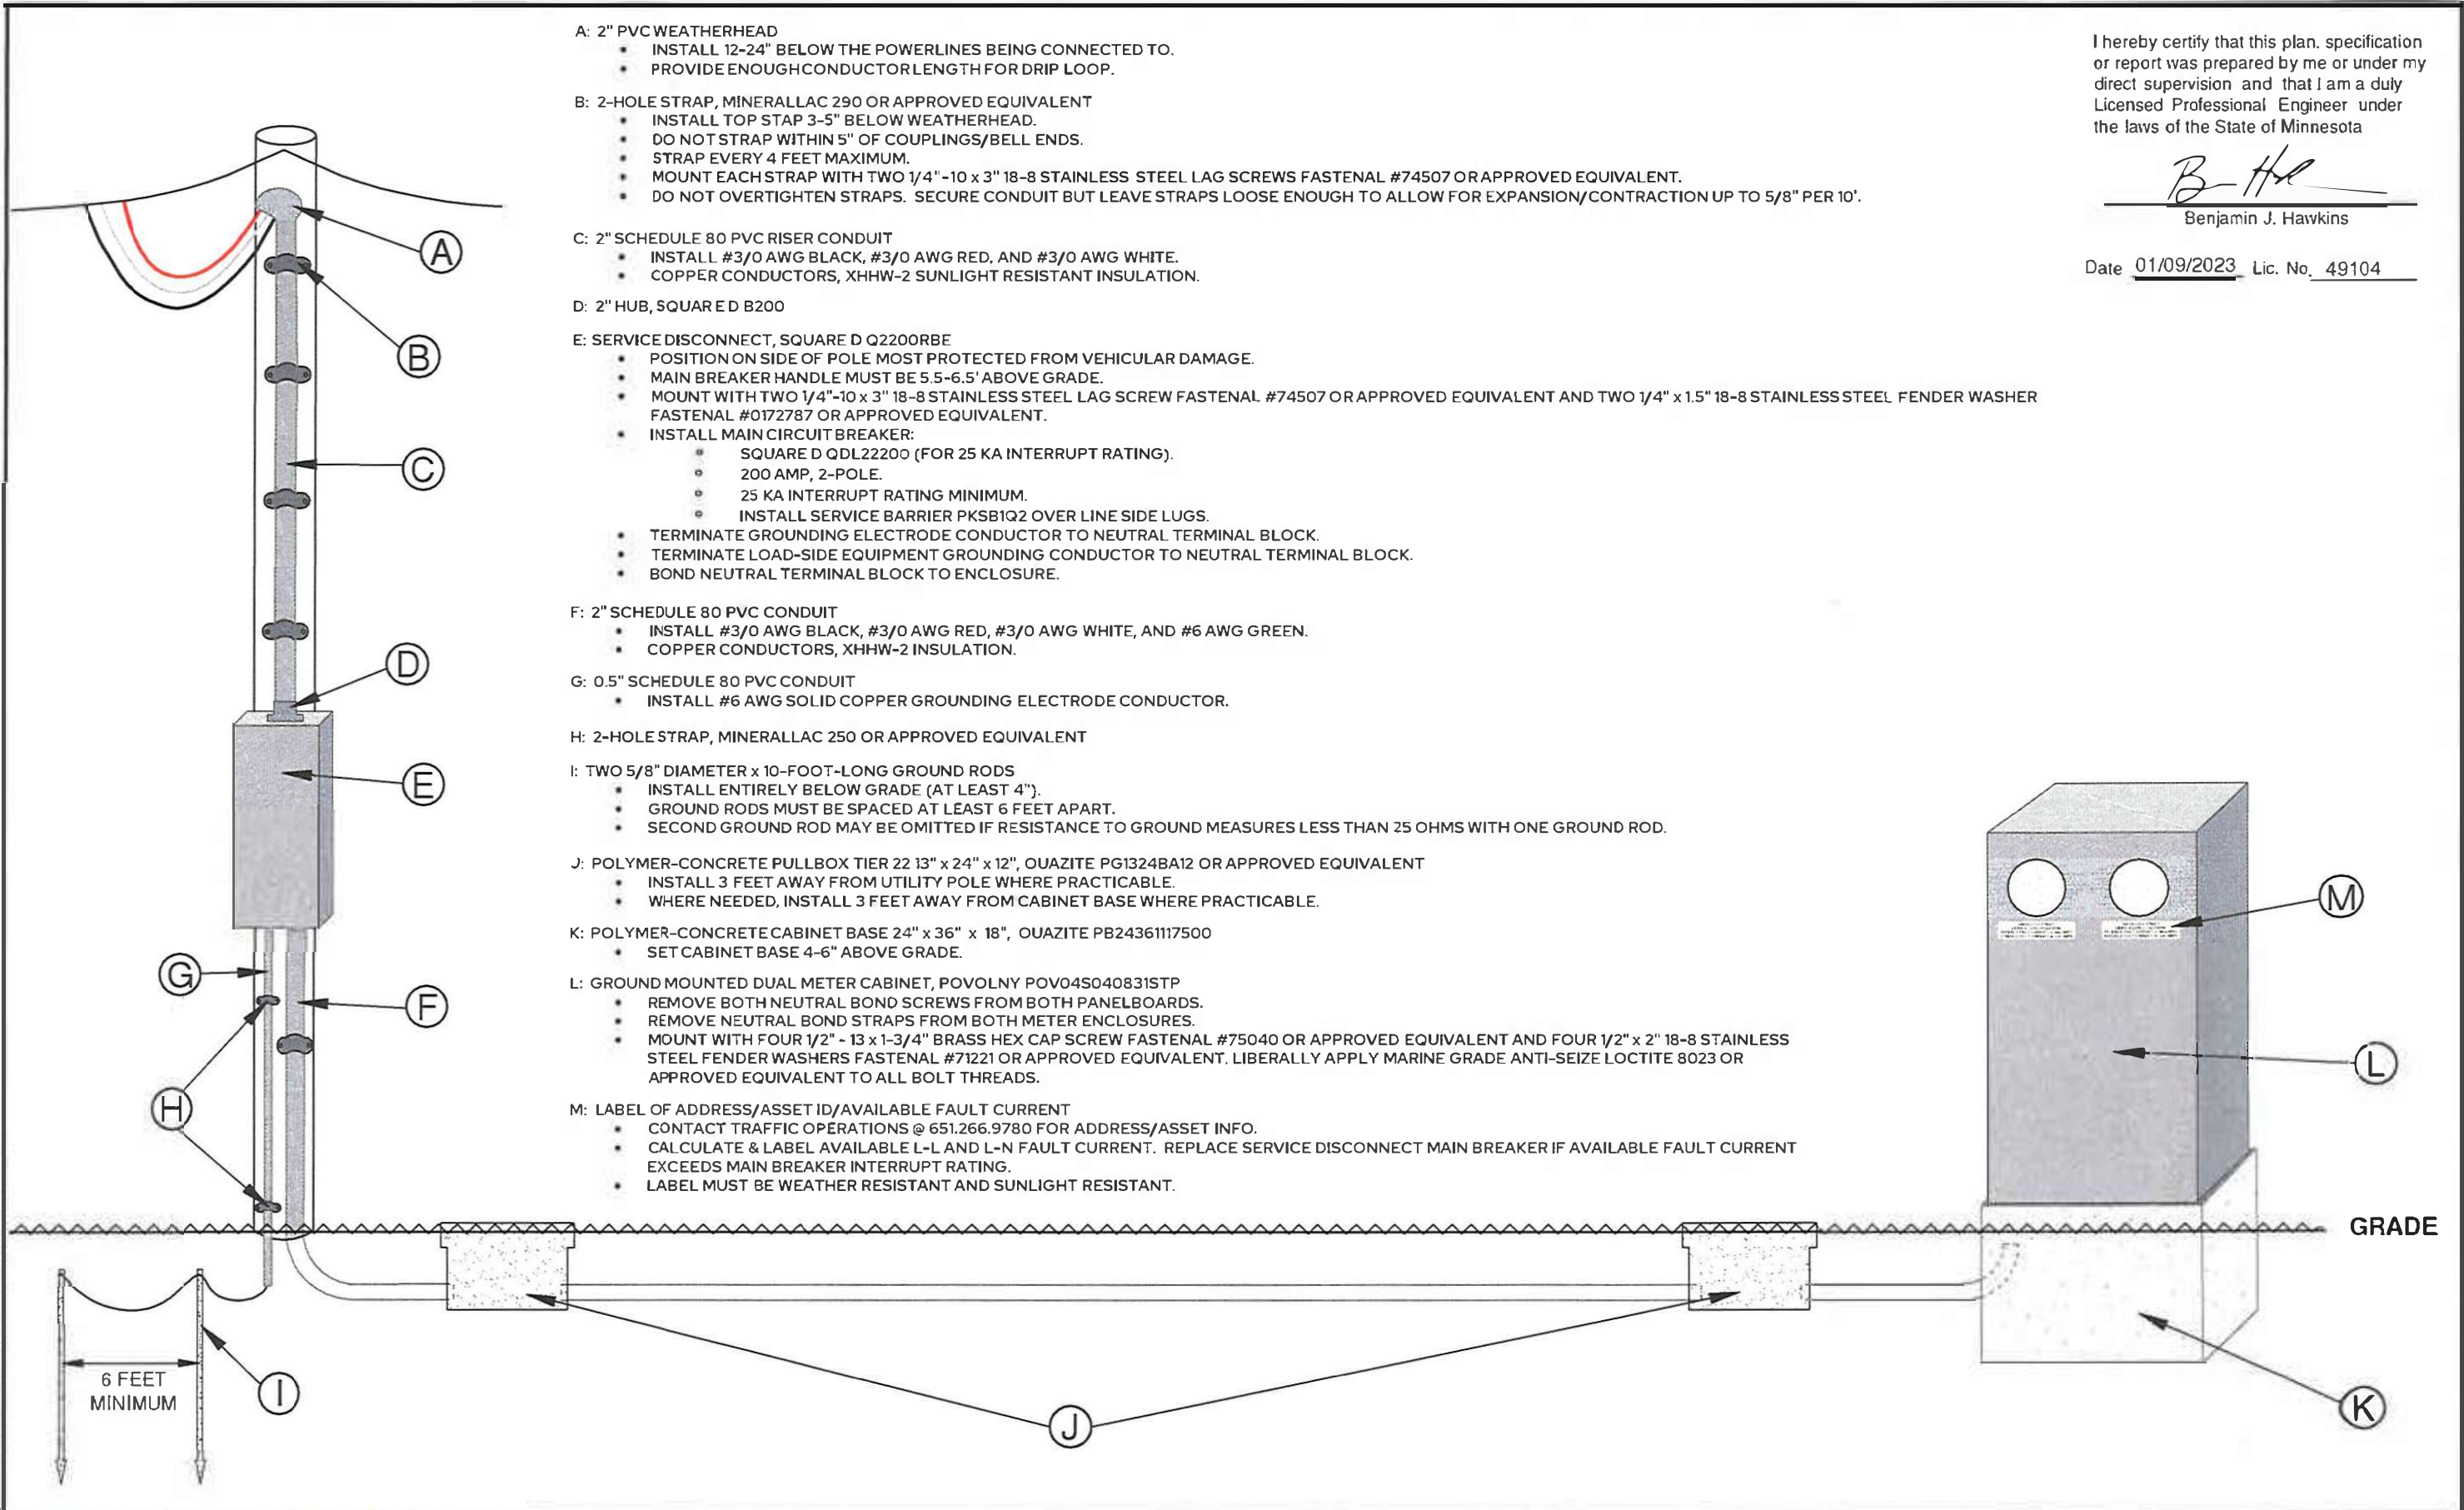 A: 2" PVC WEATHERHEAD
• INSTALL 12-24" BELOW THE POWERLINES BEING CONNECTED TO.
• PROVIDE ENOUGH CONDUCTOR LENGTH FOR DRIP LOOP.
B: 2-HOLE STRAP, MINERALLAC 290 OR APPROVED EQUIVALENT
• INSTALL TOP STAP 3-5" BELOW WEATHERHEAD.
• DO NOT STRAP WITHIN 5" OF COUPLINGS/BELL ENDS.
• STRAP EVERY 4 FEET MAXIMUM.
• MOUNT EACH STRAP WITH TWO 1/4"-10 x 3" 18-8 STAINLESS STEEL LAG SCREWS FASTENAL #74507 OR APPROVED EQUIVALENT.
• DO NOT OVERTIGHTEN STRAPS. SECURE CONDUIT BUT LEAVE STRAPS LOOSE ENOUGH TO ALLOW FOR EXPANSION/CONTRACTION UP TO 5/8" PER 10'.
C: 2" SCHEDULE 80 PVC RISER CONDUIT
• INSTALL #3/0 AWG BLACK, #3/0 AWG RED, AND #3/0 AWG WHITE.
• COPPER CONDUCTORS, XHHW-2 SUNLIGHT RESISTANT INSULATION.
D: 2" HUB, SQUARE D B200
E: SERVICE DISCONNECT, SQUARE D Q2200RBE
• POSITION ON SIDE OF POLE MOST PROTECTED FROM VEHICULAR DAMAGE.
• MAIN BREAKER HANDLE MUST BE 5.5-6.5' ABOVE GRADE.
• MOUNT WITH TWO 1/4"-10 x 3" 18-8 STAINLESS STEEL LAG SCREW FASTENAL #74507 OR APPROVED EQUIVALENT AND TWO 1/4" x 1.5" 18-8 STAINLESS STEEL FENDER WASHER
FASTENAL #0172787 OR APPROVED EQUIVALENT.
• INSTALL MAIN CIRCUIT BREAKER:
• SQUARE D QDL22200 (FOR 25 KA INTERRUPT RATING).
• 200 AMP, 2-POLE.
• 25 KA INTERRUPT RATING MINIMUM.
• INSTALL SERVICE BARRIER PKSB1Q2 OVER LINE SIDE LUGS.
• TERMINATE GROUNDING ELECTRODE CONDUCTOR TO NEUTRAL TERMINAL BLOCK.
• TERMINATE LOAD-SIDE EQUIPMENT GROUNDING CONDUCTOR TO NEUTRAL TERMINAL BLOCK.
• BOND NEUTRAL TERMINAL BLOCK TO ENCLOSURE.
F: 2" SCHEDULE 80 PVC CONDUIT
• INSTALL #3/0 AWG BLACK, #3/0 AWG RED, #3/0 AWG WHITE, AND #6 AWG GREEN.
• COPPER CONDUCTORS, XHHW-2 INSULATION.
G: 0.5" SCHEDULE 80 PVC CONDUIT
• INSTALL #6 AWG SOLID COPPER GROUNDING ELECTRODE CONDUCTOR.
H: 2-HOLE STRAP, MINERALLAC 250 OR APPROVED EQUIVALENT
I: TWO 5/8" DIAMETER x 10-FOOT-LONG GROUND RODS
• INSTALL ENTIRELY BELOW GRADE (AT LEAST 4").
• GROUND RODS MUST BE SPACED AT LEAST 6 FEET APART.
• SECOND GROUND ROD MAY BE OMITTED IF RESISTANCE TO GROUND MEASURES LESS THAN 25 OHMS WITH ONE GROUND ROD.
J: POLYMER-CONCRETE PULLBOX TIER 22 13" x 24" x 12", OUAZITE PG1324BA12 OR APPROVED EQUIVALENT
• INSTALL 3 FEET AWAY FROM UTILITY POLE WHERE PRACTICABLE.
• WHERE NEEDED, INSTALL 3 FEET AWAY FROM CABINET BASE WHERE PRACTICABLE.
K: POLYMER-CONCRETE CABINET BASE 24" x 36" x 18", OUAZITE PB24361117500
• SET CABINET BASE 4-6" ABOVE GRADE.
L: GROUND MOUNTED DUAL METER CABINET, POVOLNY POV04S040831STP
• REMOVE BOTH NEUTRAL BOND SCREWS FROM BOTH PANELBOARDS.
• REMOVE NEUTRAL BOND STRAPS FROM BOTH METER ENCLOSURES.
• MOUNT WITH FOUR 1/2" - 13 x 1-3/4" BRASS HEX CAP SCREW FASTENAL #75040 OR APPROVED EQUIVALENT AND FOUR 1/2" x 2" 18-8 STAINLESS
STEEL FENDER WASHERS FASTENAL #71221 OR APPROVED EQUIVALENT. LIBERALLY APPLY MARINE GRADE ANTI-SEIZE LOCTITE 8023 OR
APPROVED EQUIVALENT TO ALL BOLT THREADS.
M: LABEL OF ADDRESS/ASSET ID/AVAILABLE FAULT CURRENT
• CONTACT TRAFFIC OPERATIONS @ 651.266.9780 FOR ADDRESS/ASSET INFO.
• CALCULATE & LABEL AVAILABLE L-L AND L-N FAULT CURRENT. REPLACE SERVICE DISCONNECT MAIN BREAKER IF AVAILABLE FAULT CURRENT
EXCEEDS MAIN BREAKER INTERRUPT RATING.
• LABEL MUST BE WEATHER RESISTANT AND SUNLIGHT RESISTANT.
I hereby certify that this plan. specification
or report was prepared by me or under my
direct supervision and that I am a duly
Licensed Professional Engineer under
the laws of the State of Minnesota
Benjamin J. Hawkins
Date 01/09/2023 Lic. No. 49104
A
B
C
D
E
G
F
H
I
J
K
L
M
GRADE
6 FEET
MINIMUM